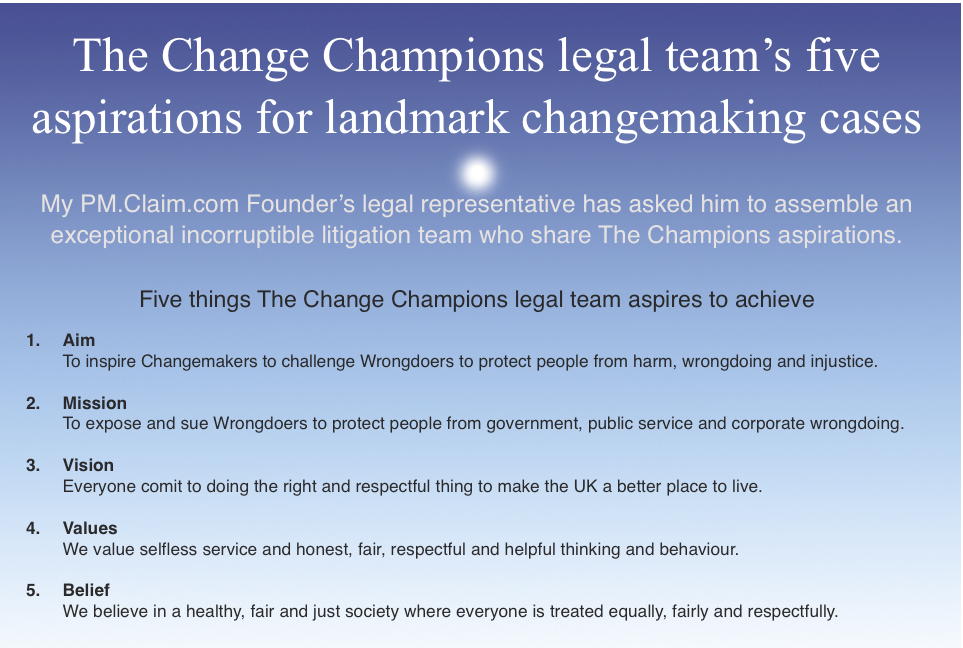 The Change Champions legal team’s five
aspirations for landmark changemaking cases
My PM.Claim.com Founder’s legal representative has asked him to assemble an
exceptional incorruptible litigation team who share The Champions aspirations.
Five things The Change Champions legal team aspires to achieve
1. Aim
To inspire Changemakers to challenge Wrongdoers to protect people from harm, wrongdoing and injustice.
2. Mission
To expose and sue Wrongdoers to protect people from government, public service and corporate wrongdoing.
3. Vision
Everyone comit to doing the right and respectful thing to make the UK a better place to live.
4. Values
We value selfless service and honest, fair, respectful and helpful thinking and behaviour.
5. Belief
We believe in a healthy, fair and just society where everyone is treated equally, fairly and respectfully.